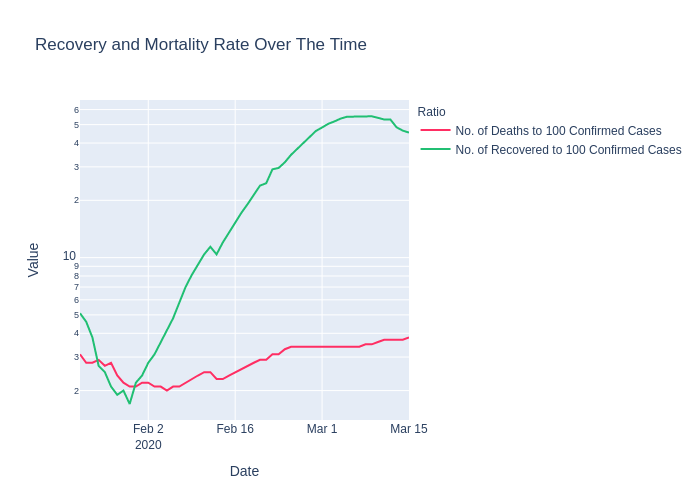 Recovery and Mortality Rate Over The Time
Ratio
No. of Deaths to 100 Confirmed Cases
No. of Recovered to 100 Confirmed Cases
6
5
4
3
2
10
9
8
7
6
5
4
3
2
Value
Feb 2
2020
Feb 16
Mar 1
Mar 15
Date